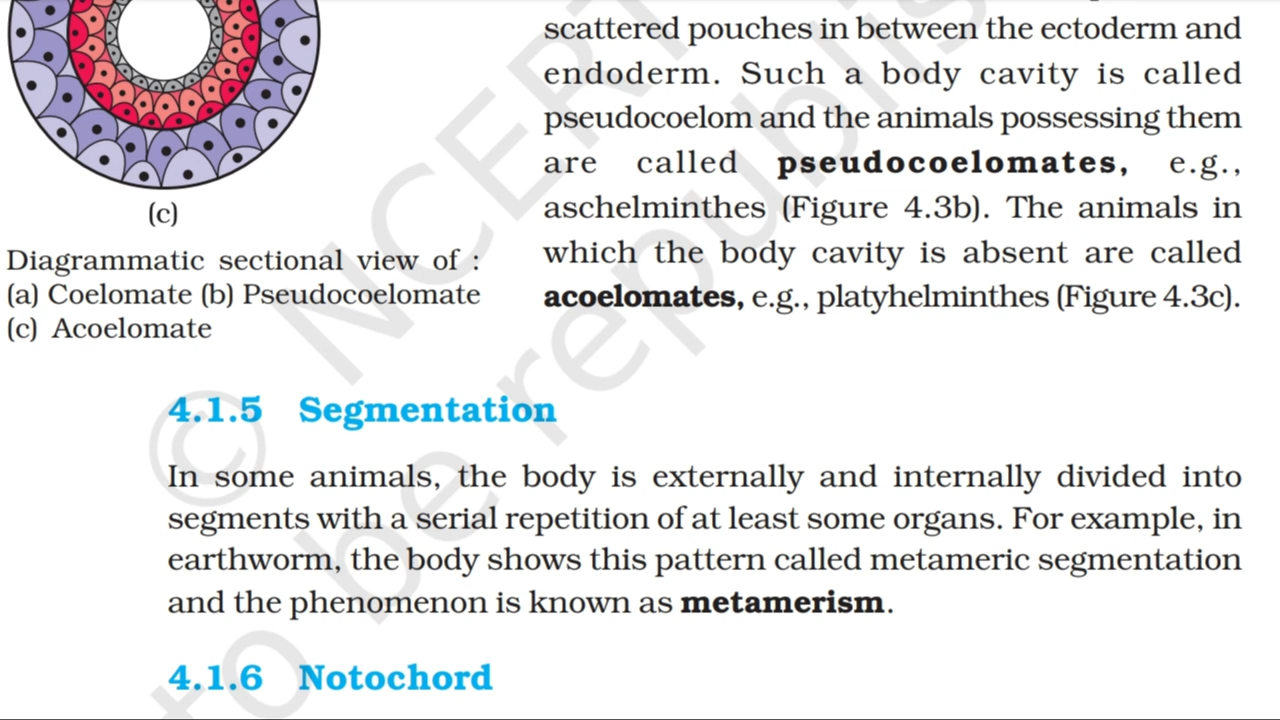 scattered pouches in between the ectoderm and
endoderm. Such a body cavity is called
pseudocoelom and the animals possessing them
are called pseudocoelomates, e.g.,
aschelminthes (Figure 4.3b). The animals in
which the body cavity is absent are called
acoelomates, e.g., platyhelminthes (Figure 4.3c).
(c)
Diagrammatic sectional view of :
(a) Coelomate (b) Pseudocoelomate
(c) Acoelomate
4.1.5 Segmentation
In some animals, the body is externally and internally divided into
segments with a serial repetition of at least some organs. For example, in
earthworm, the body shows this pattern called metameric segmentation
and the phenomenon is known as metamerism.
4.1.6 Notochord
© NCERT
to be republis